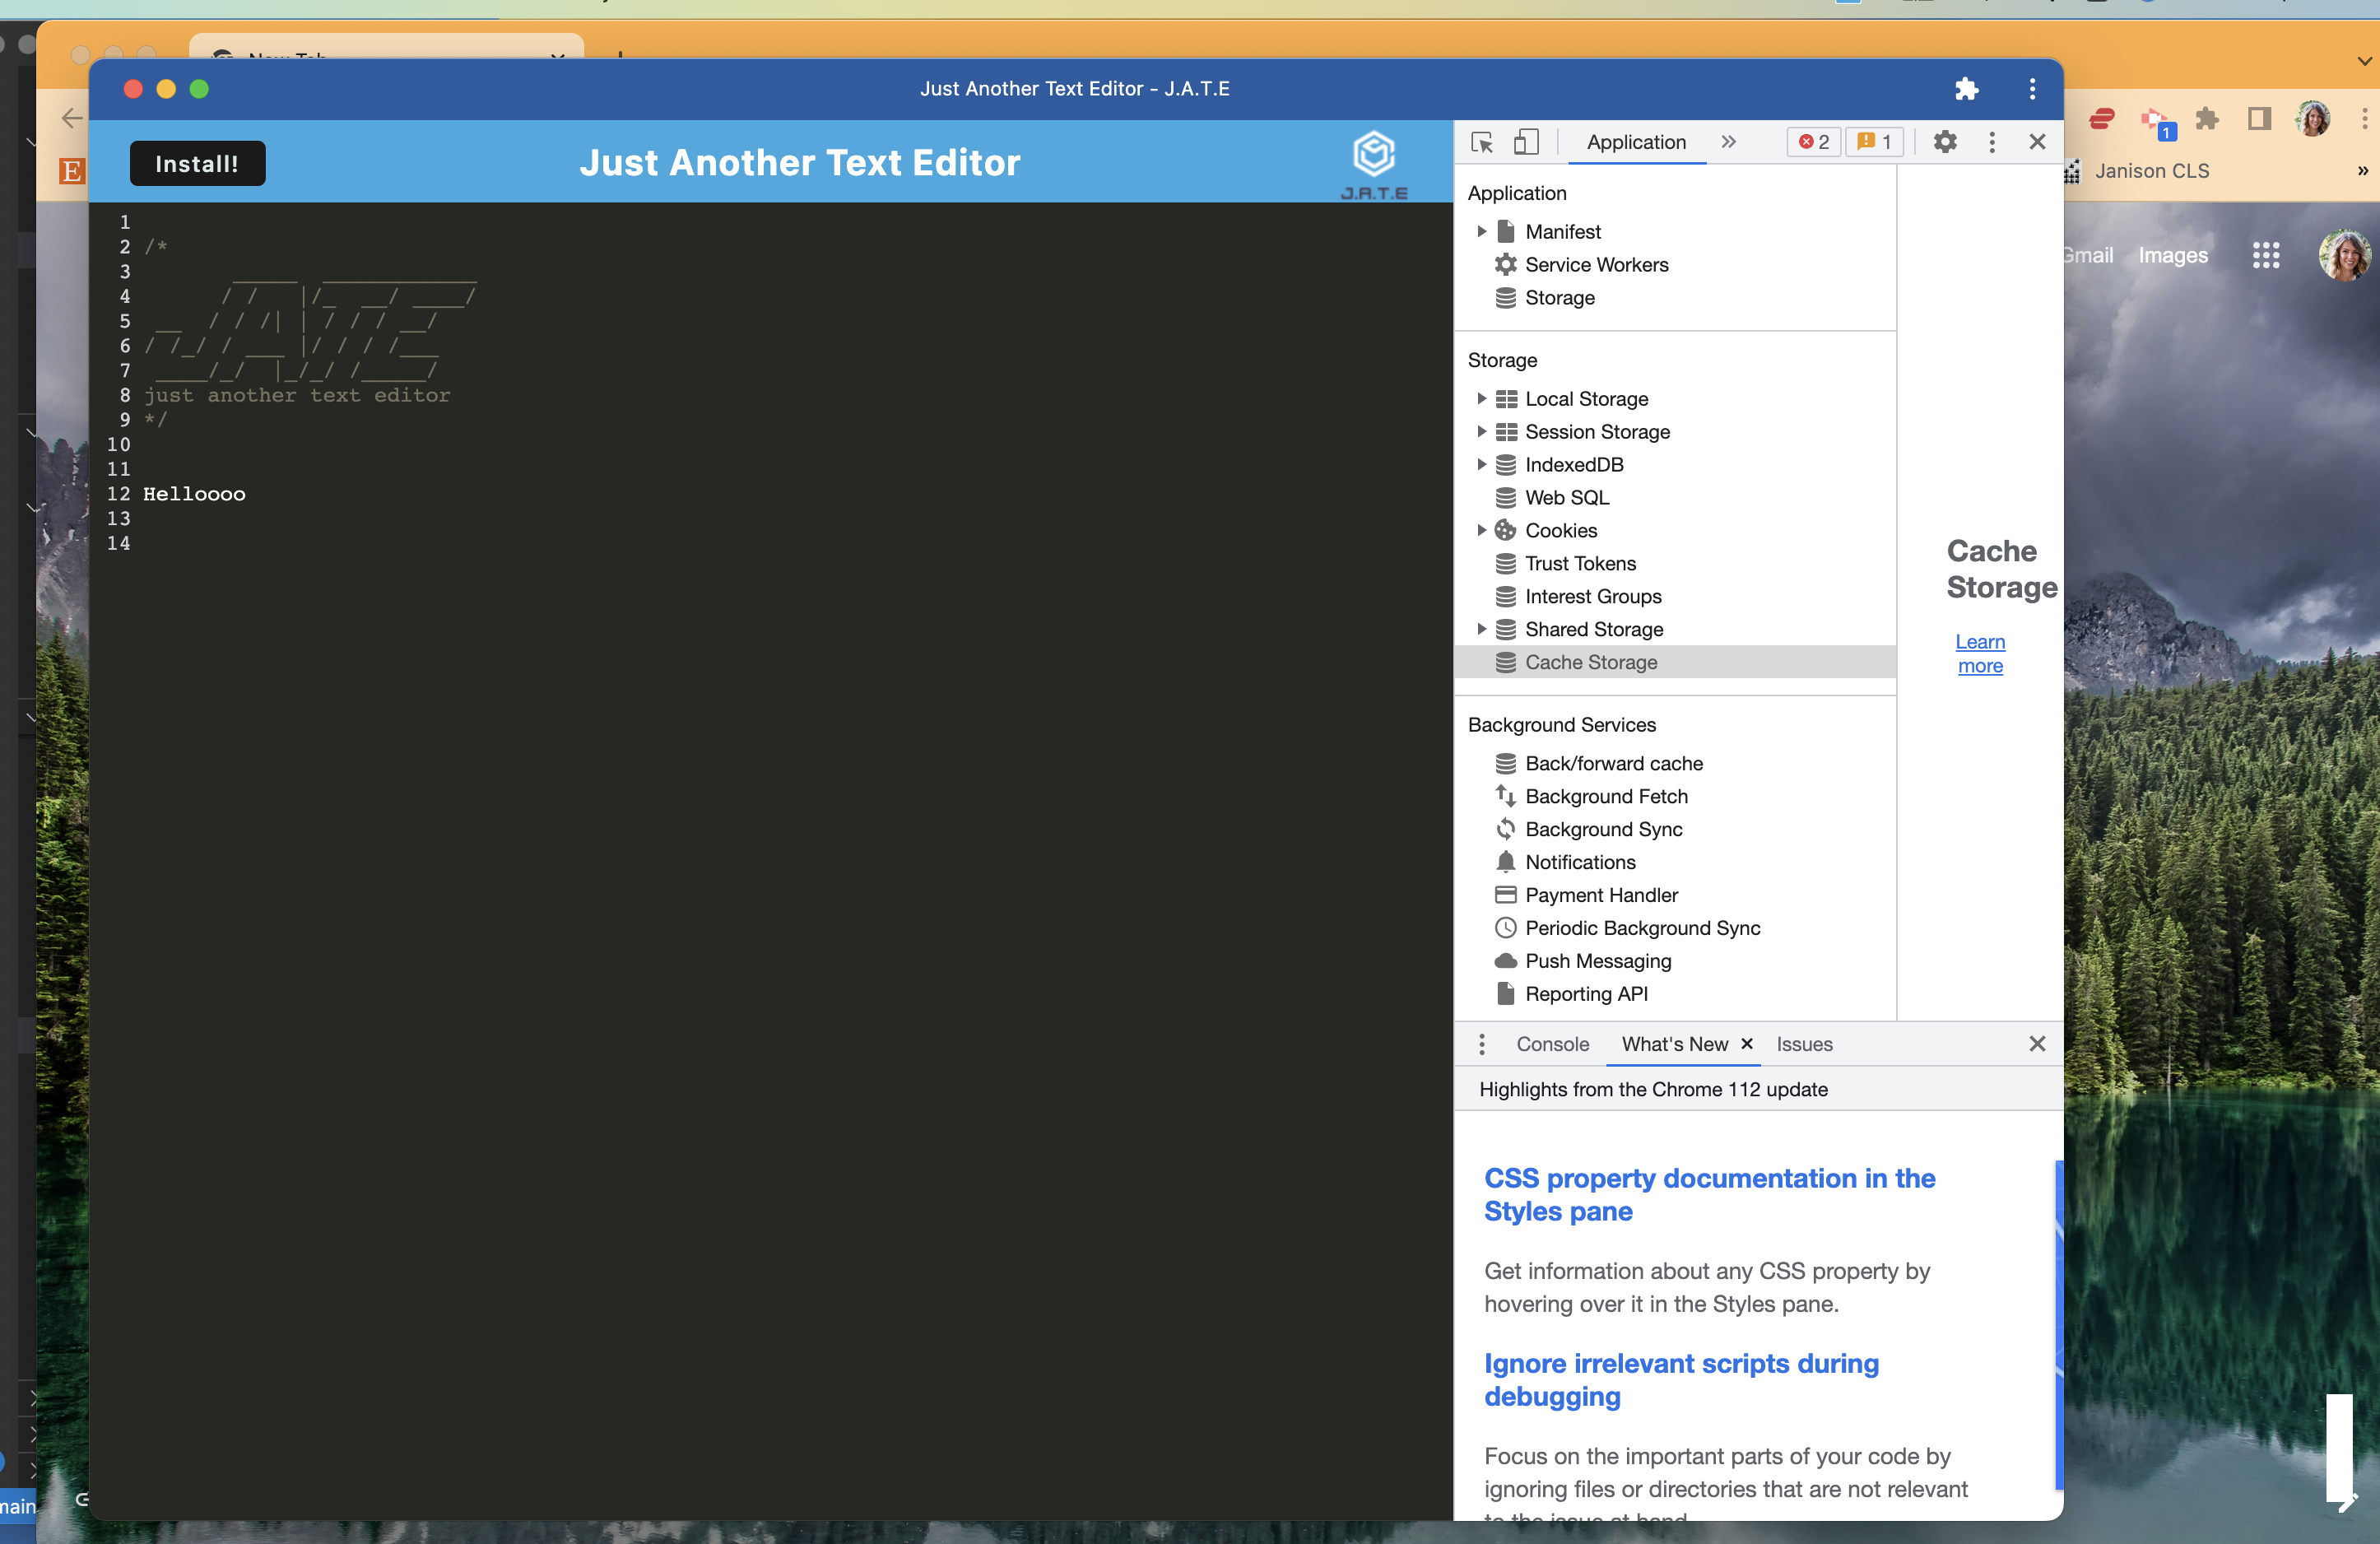 Just Another Text Editor - J.A.T.E
Install!
Just Another Text Editor
J.A.T.E
1
2 /*
3
4
5
6
7
8 just another text editor
9 */
10
11
12 Helloooo
13
14
Application
2
1
Application
Manifest
Service Workers
Storage
Storage
Local Storage
Session Storage
IndexedDB
Web SQL
Cookies
Trust Tokens
Interest Groups
Shared Storage
Cache Storage
Background Services
Back/forward cache
Background Fetch
Background Sync
Notifications
Payment Handler
Periodic Background Sync
Push Messaging
Reporting API
Cache
Storage
Learn
more
Console
What's New
Issues
Highlights from the Chrome 112 update
CSS property documentation in the
Styles pane
Get information about any CSS property by
hovering over it in the Styles pane.
Ignore irrelevant scripts during
debugging
Focus on the important parts of your code by
ignoring files or directories that are not relevant
to the issue at hand
E
1
Janison CLS
Gmail
Images
main